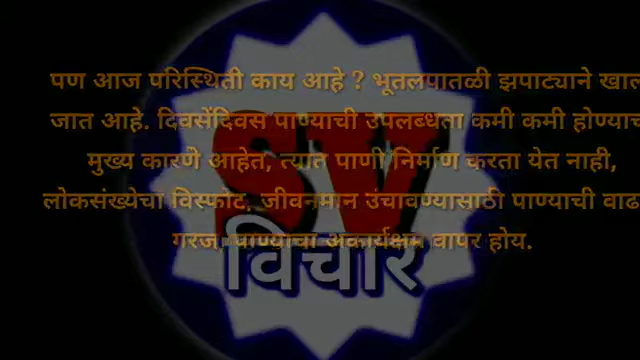 पण आज परिस्थिती काय आहे ? भूतलपातळी झपाट्याने
जात आहे. दिवसेंदिवस पाण्याची उपलब्धता कमी कमी
मुख्य कारणे आहेत, त्यात पाणी निर्माण करता येत नाही,
लोकसंख्येचा विस्फोट, जीवनमान उंचावण्यासाठी पाण्याची
गरज, पाण्याचा अकार्यक्षम वापर होय.
SV
विचार